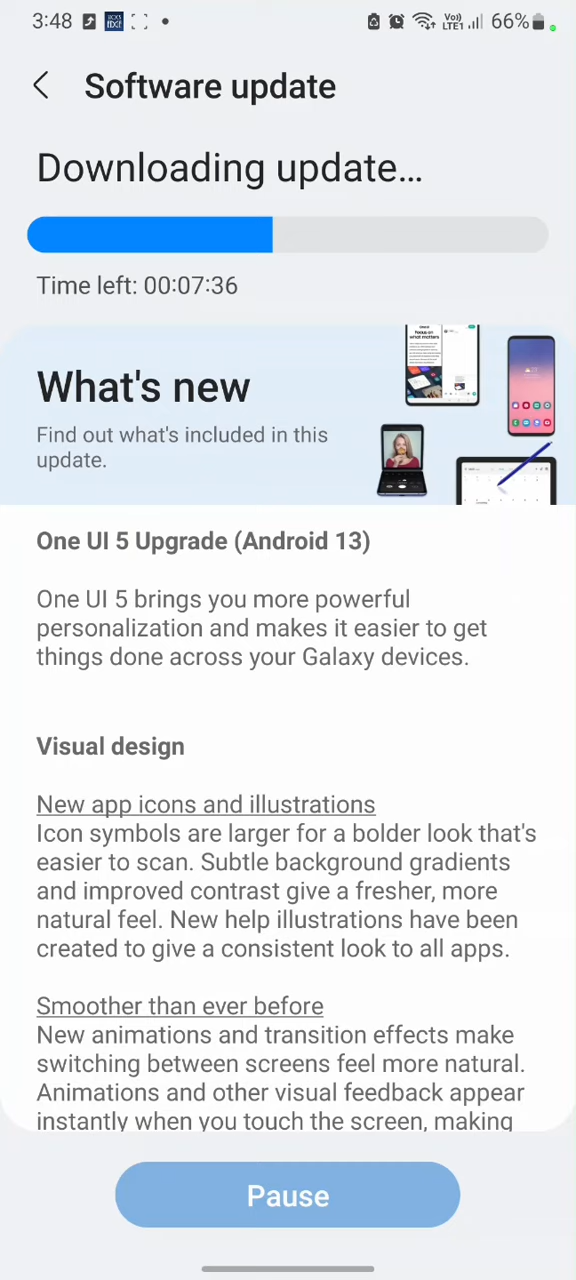 3:48
Vo))
LTE1
66%
Software update
Downloading update...
Time left: 00:07:36
What's new
Find out what's included in this
update.
Focus on
what matters
One UI 5 Upgrade (Android 13)
One UI 5 brings you more powerful
personalization and makes it easier to get
things done across your Galaxy devices.
Visual design
New app icons and illustrations
Icon symbols are larger for a bolder look that's
easier to scan. Subtle background gradients
and improved contrast give a fresher, more
natural feel. New help illustrations have been
created to give a consistent look to all apps.
Smoother than ever before
New animations and transition effects make
switching between screens feel more natural.
Animations and other visual feedback appear
instantly when you touch the screen, making
Pause